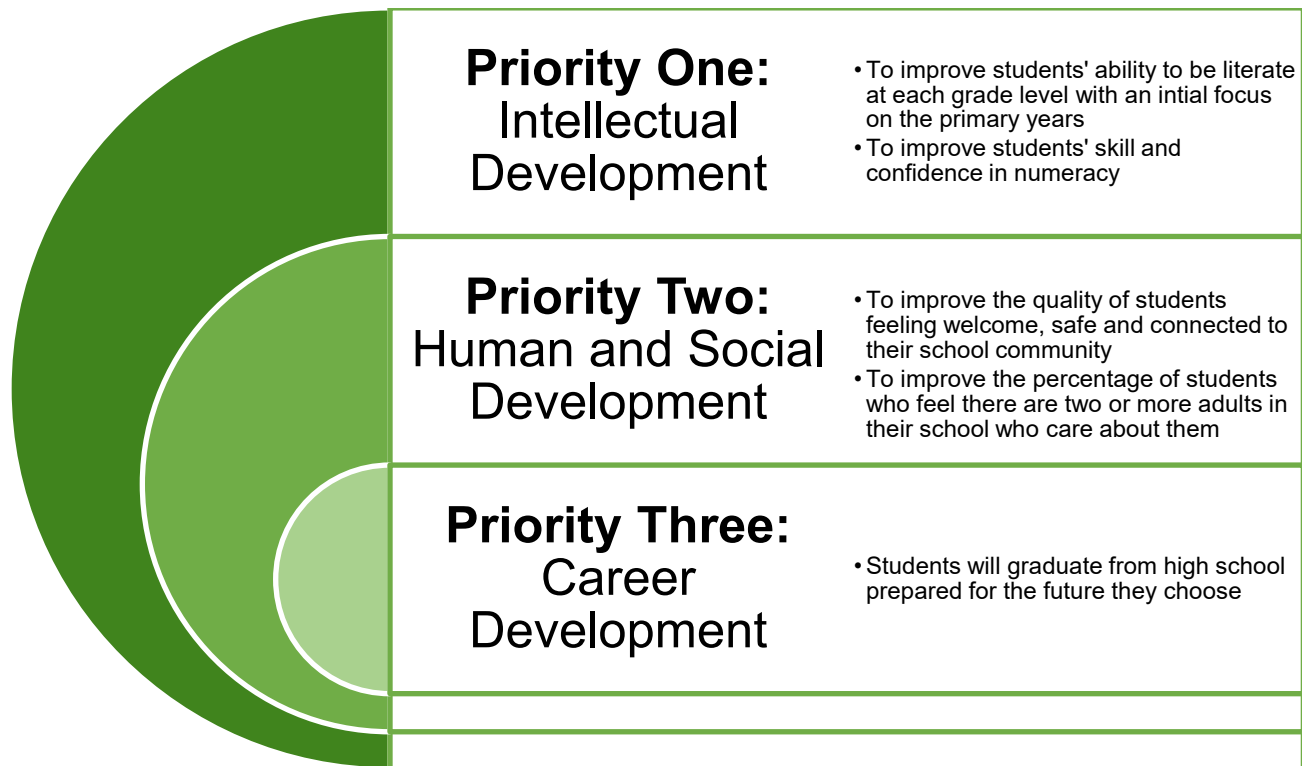 Priority One:
Intellectual
Development
• To improve students' ability to be literate
at each grade level with an intial focus
on the primary years
• To improve students' skill and
confidence in numeracy
Priority Two:
Human and Social
Development
• To improve the quality of students
feeling welcome, safe and connected to
their school community
• To improve the percentage of students
who feel there are two or more adults in
their school who care about them
Priority Three:
Career
Development
• Students will graduate from high school
prepared for the future they choose